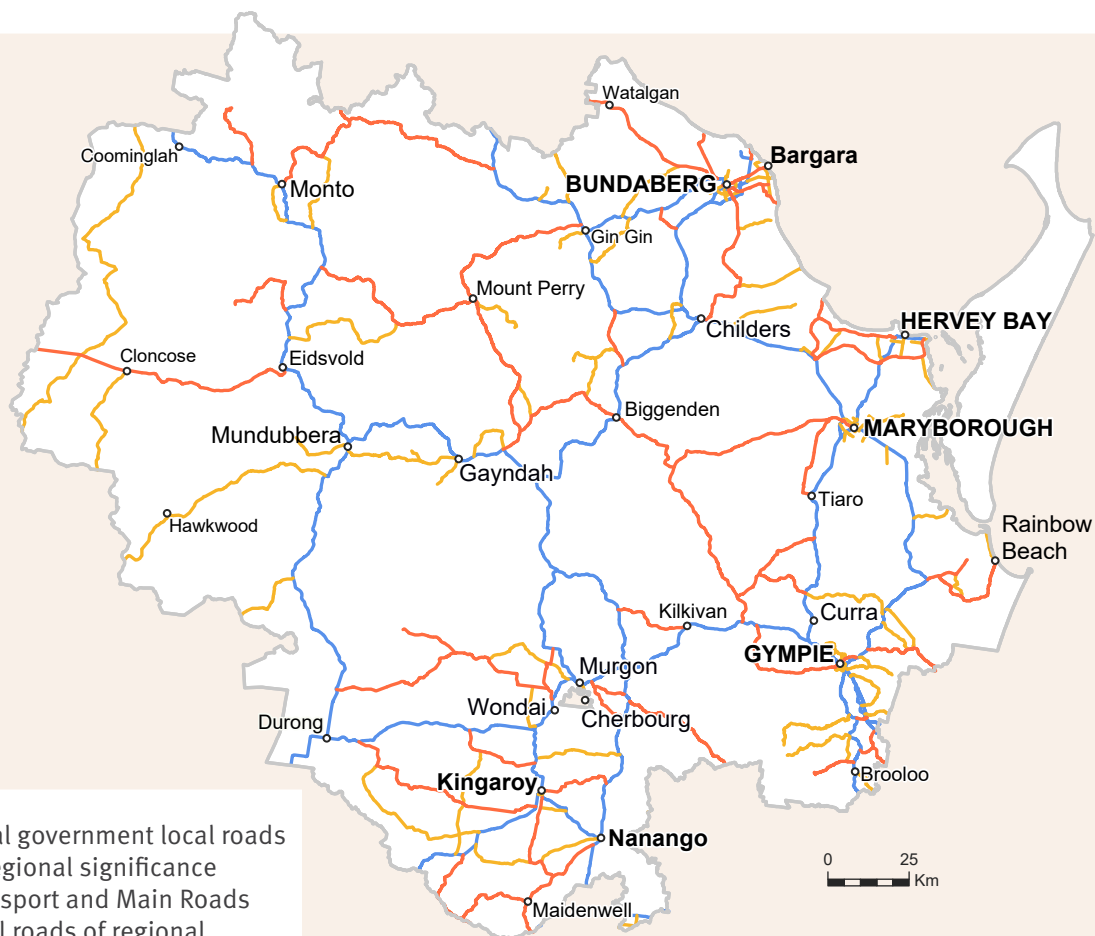 Watalgan
Bargara
Coominglah
BUNDABERG
Monto
Gin Gin
Mount Perry
Childers
HERVEY BAY
Cloncose
Eidsvold
Biggenden
MARYBOROUGH
Mundubbera
Gayndah
Tiaro
Hawkwood
Rainbow
Beach
Kilkivan
Curra
GYMPIE
Murgon
Wondai
Cherbourg
Durong
Brooloo
Kingaroy
Nanango
Maidenwell
0 25
Km
al government local roads
egional significance
sport and Main Roads
l roads of regional